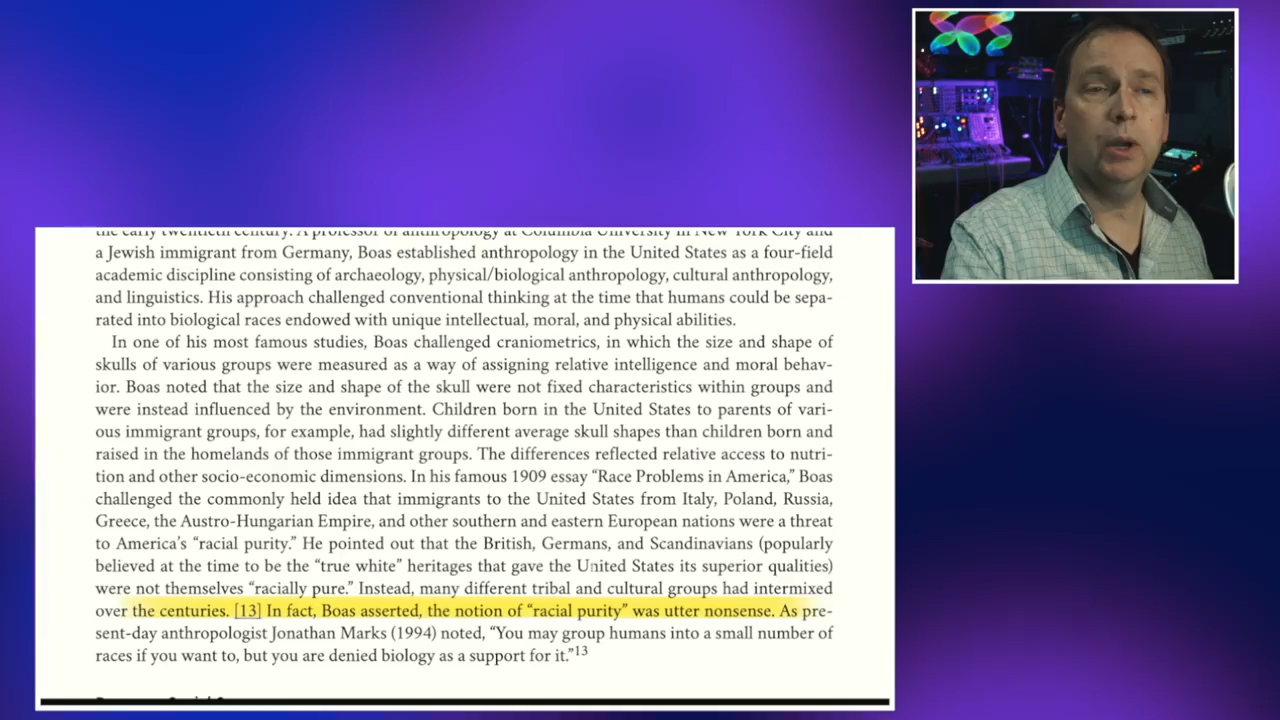 the early twentieth century. A professor of anthropology at Columbia University in New York City and
a Jewish immigrant from Germany, Boas established anthropology in the United States as a four-field
academic discipline consisting of archaeology, physical/biological anthropology, cultural anthropology,
and linguistics. His approach challenged conventional thinking at the time that humans could be sepa-
rated into biological races endowed with unique intellectual, moral, and physical abilities.
In one of his most famous studies, Boas challenged craniometrics, in which the size and shape of
skulls of various groups were measured as a way of assigning relative intelligence and moral behav-
ior. Boas noted that the size and shape of the skull were not fixed characteristics within groups and
were instead influenced by the environment. Children born in the United States to parents of vari-
ous immigrant groups, for example, had slightly different average skull shapes than children born and
raised in the homelands of those immigrant groups. The differences reflected relative access to nutri-
tion and other socio-economic dimensions. In his famous 1909 essay “Race Problems in America,” Boas
challenged the commonly held idea that immigrants to the United States from Italy, Poland, Russia,
Greece, the Austro-Hungarian Empire, and other southern and eastern European nations were a threat
to America’s “racial purity.” He pointed out that the British, Germans, and Scandinavians (popularly
believed at the time to be the “true white” heritages that gave the United States its superior qualities)
were not themselves “racially pure.” Instead, many different tribal and cultural groups had intermixed
over the centuries. [13] In fact, Boas asserted, the notion of “racial purity” was utter nonsense. As pre-
sent-day anthropologist Jonathan Marks (1994) noted, “You may group humans into a small number of
races if you want to, but you are denied biology as a support for it.”13